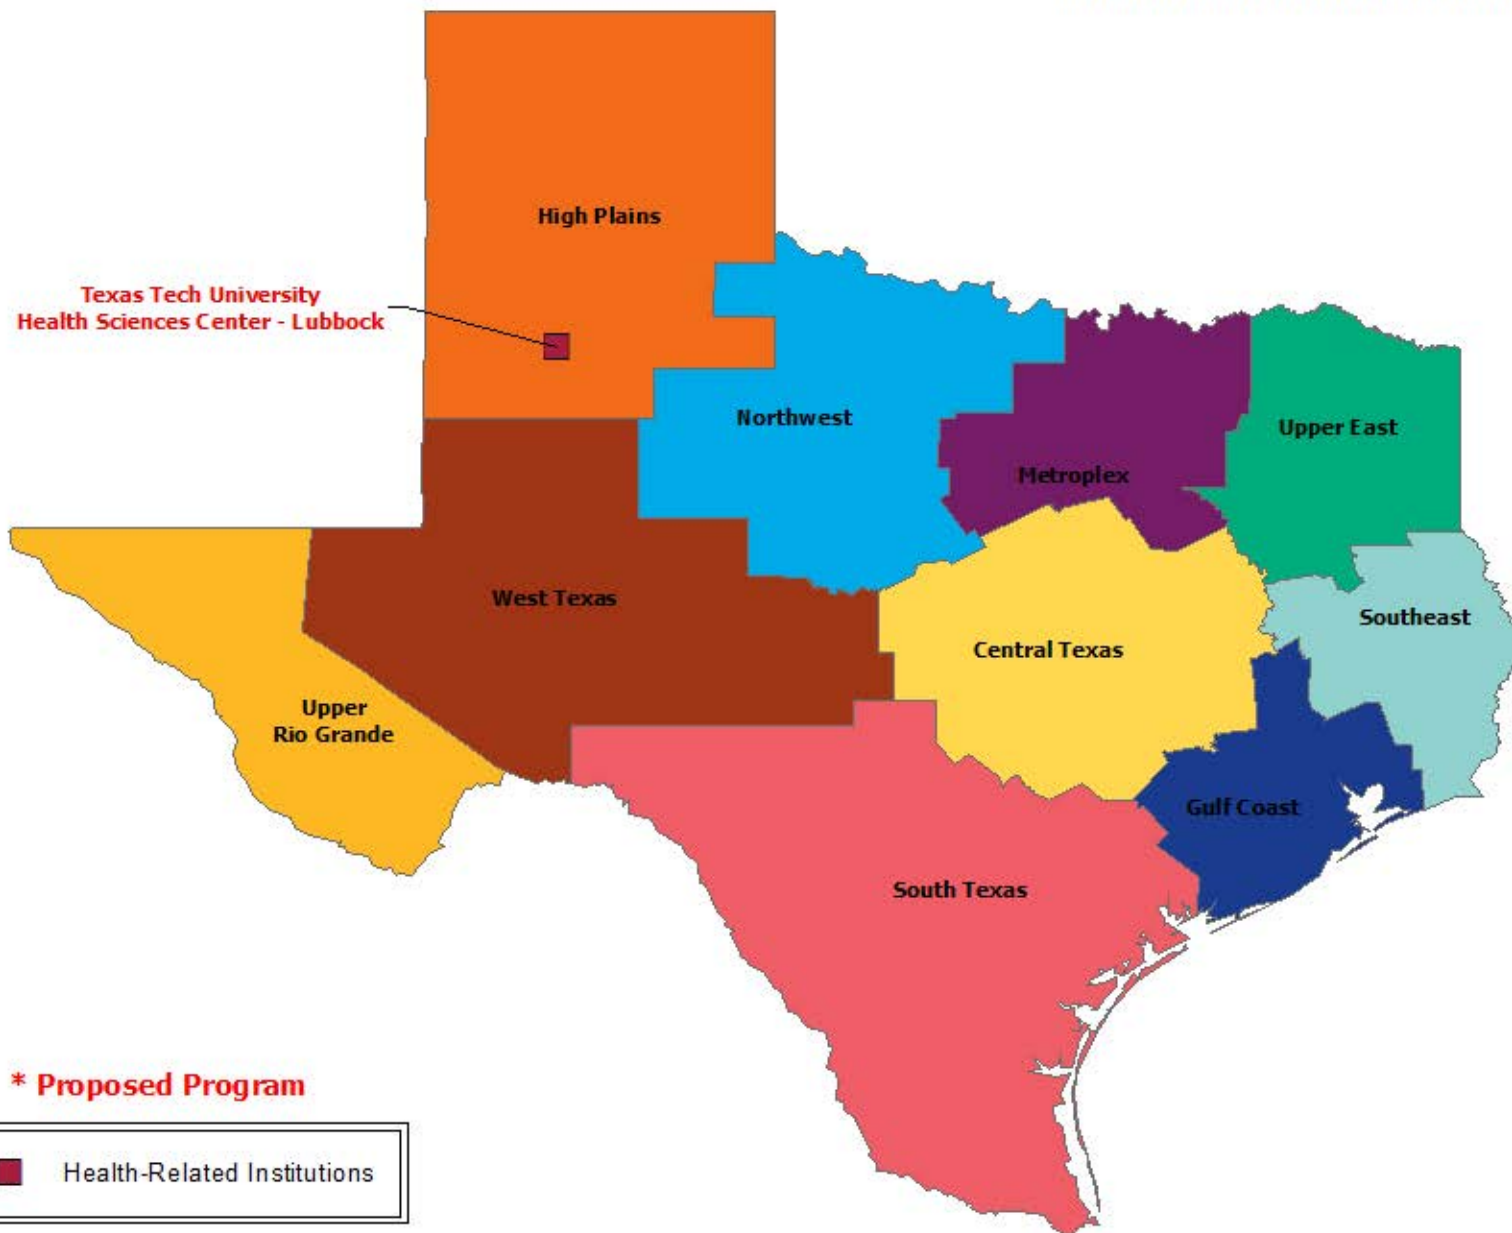 High Plains
Texas Tech University
Health Sciences Center - Lubbock
Northwest
Upper East
Metroplex
West Texas
Southeast
Central Texas
Upper
Rio Grande
Gulf Coast
South Texas
* Proposed Program
Health-Related Institutions